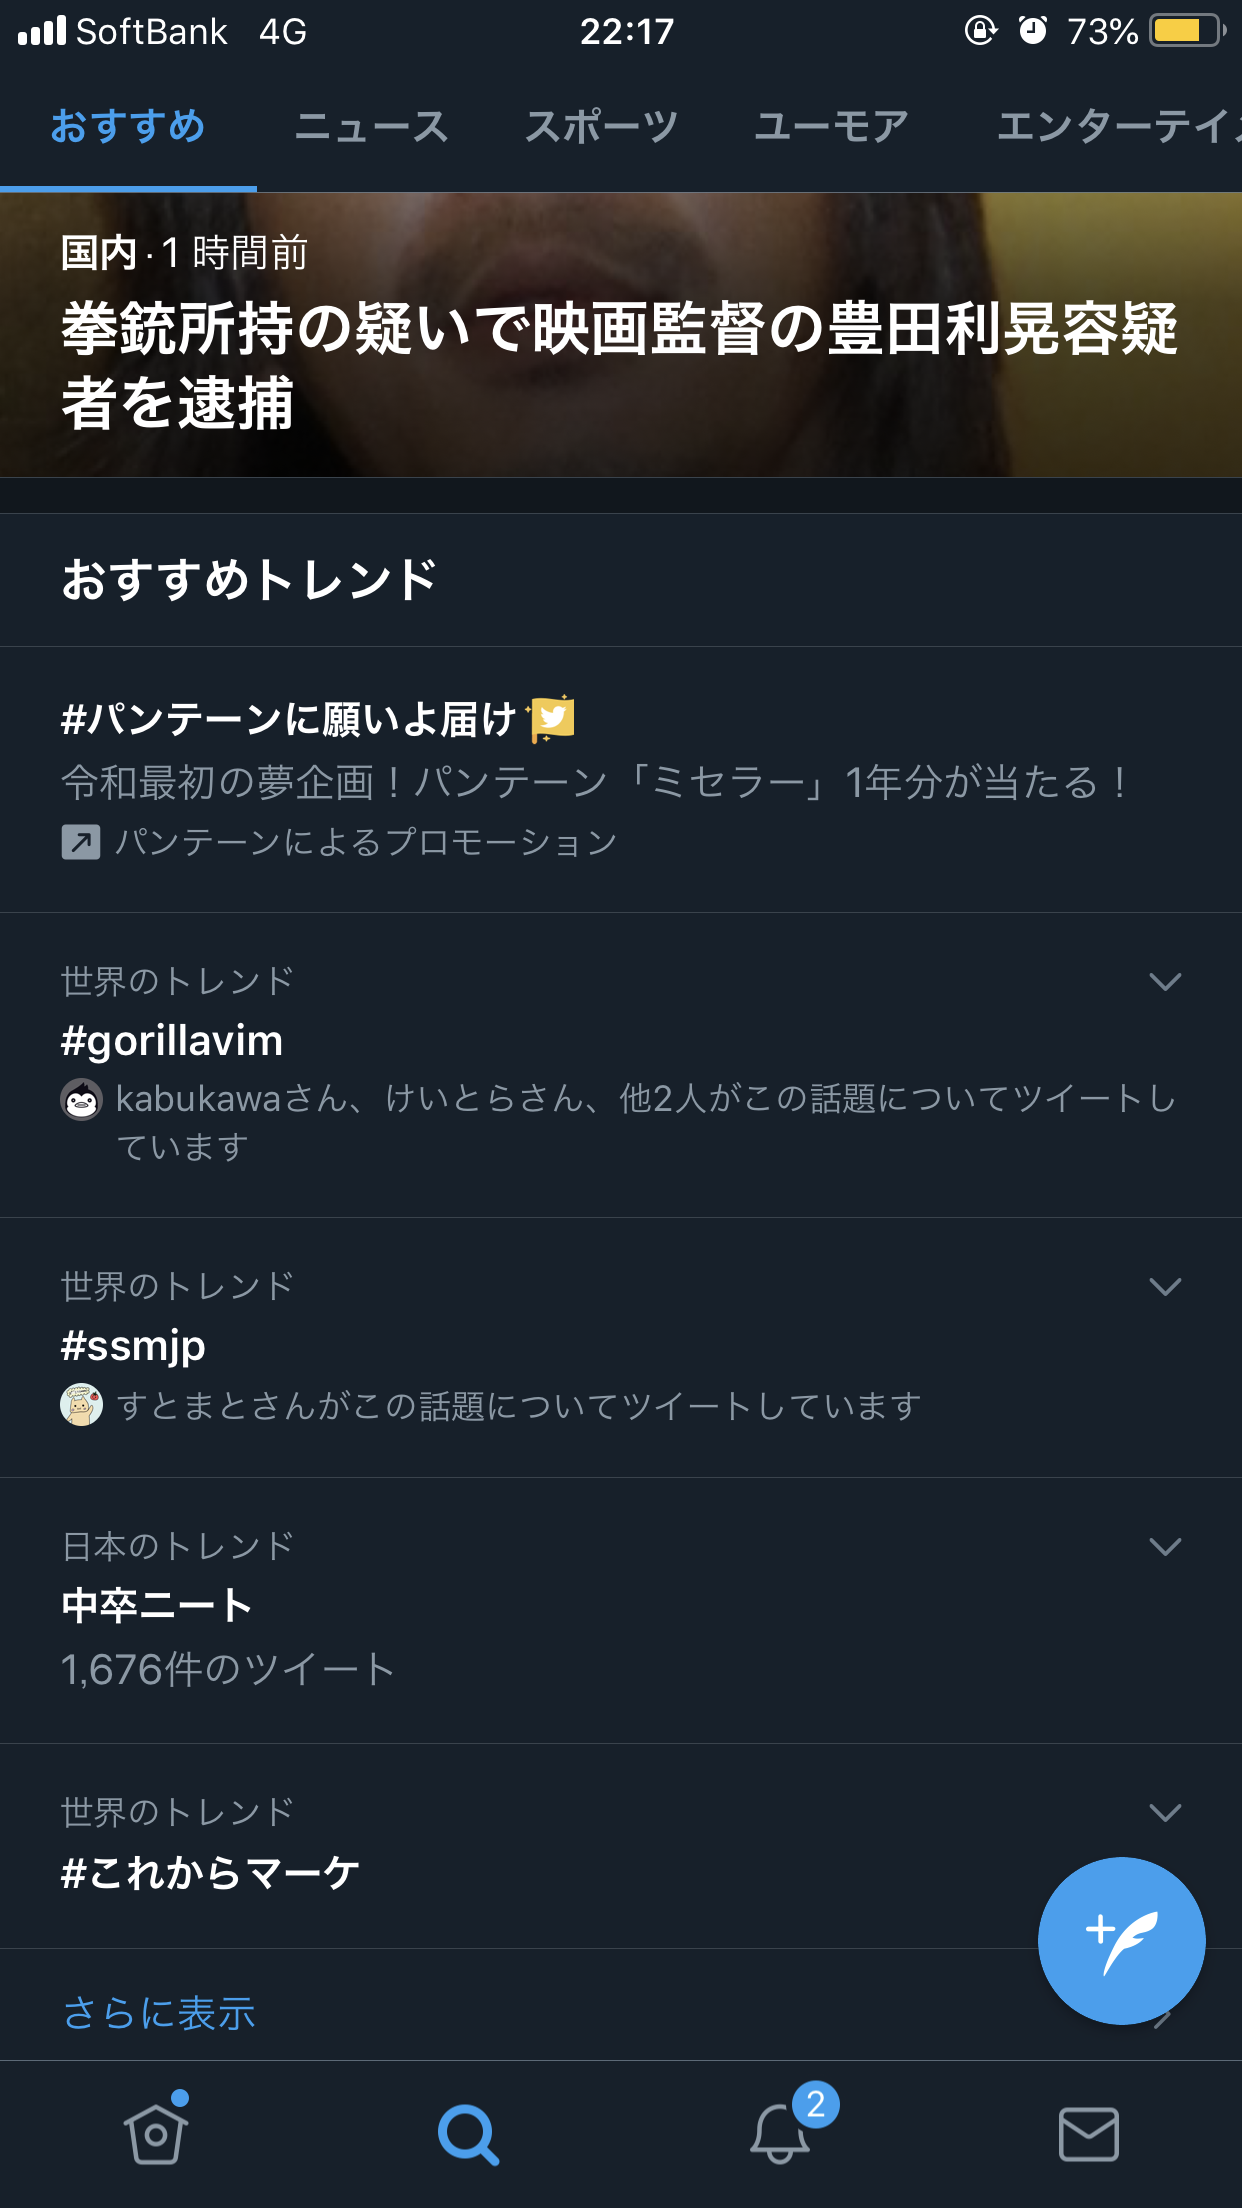 SoftBank 4G 22:17 73%
おすすめ ニュース スポーツ ユーモア エンターテイ
国内・1 時間前
拳銃所持の疑いで映画監督の豊田利晃容疑
者を逮捕
おすすめトレンド
#パンテーンに願いよ届け
令和最初の夢企画！パンテーン「ミセラー」1年分が当たる！
パンテーンによるプロモーション
世界のトレンド
#gorillavim
kabukawaさん、けいとらさん、他2人がこの話題についてツイートし
ています
世界のトレンド
#ssmjp
すとまとさんがこの話題についてツイートしています
日本のトレンド
中卒ニート
1,676件のツイート
世界のトレンド
#これからマーケ
さらに表示
2